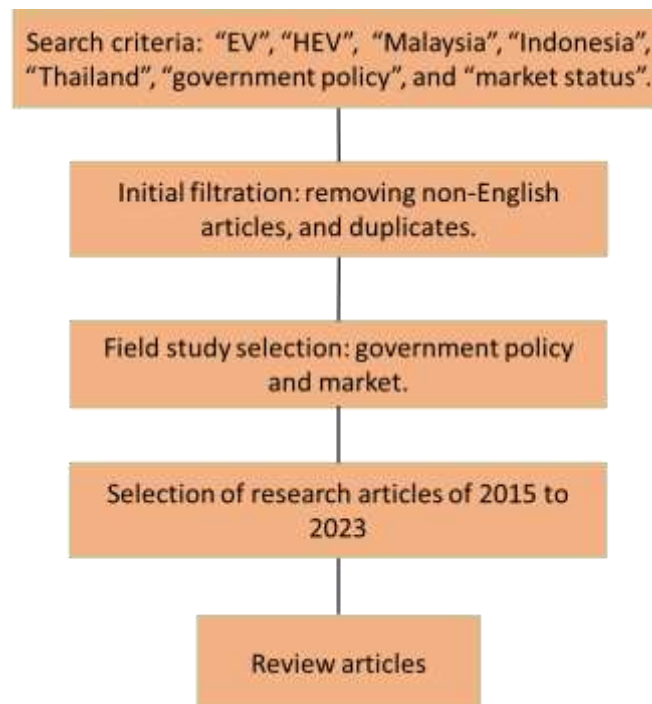 Search criteria: “EV”, “HEV”, “Malaysia”, “Indonesia”,
“Thailand”, “government policy”, and “market status”.
Initial filtration: removing non-English
articles, and duplicates.
Field study selection: government policy
and market.
Selection of research articles of 2015 to
2023
Review articles